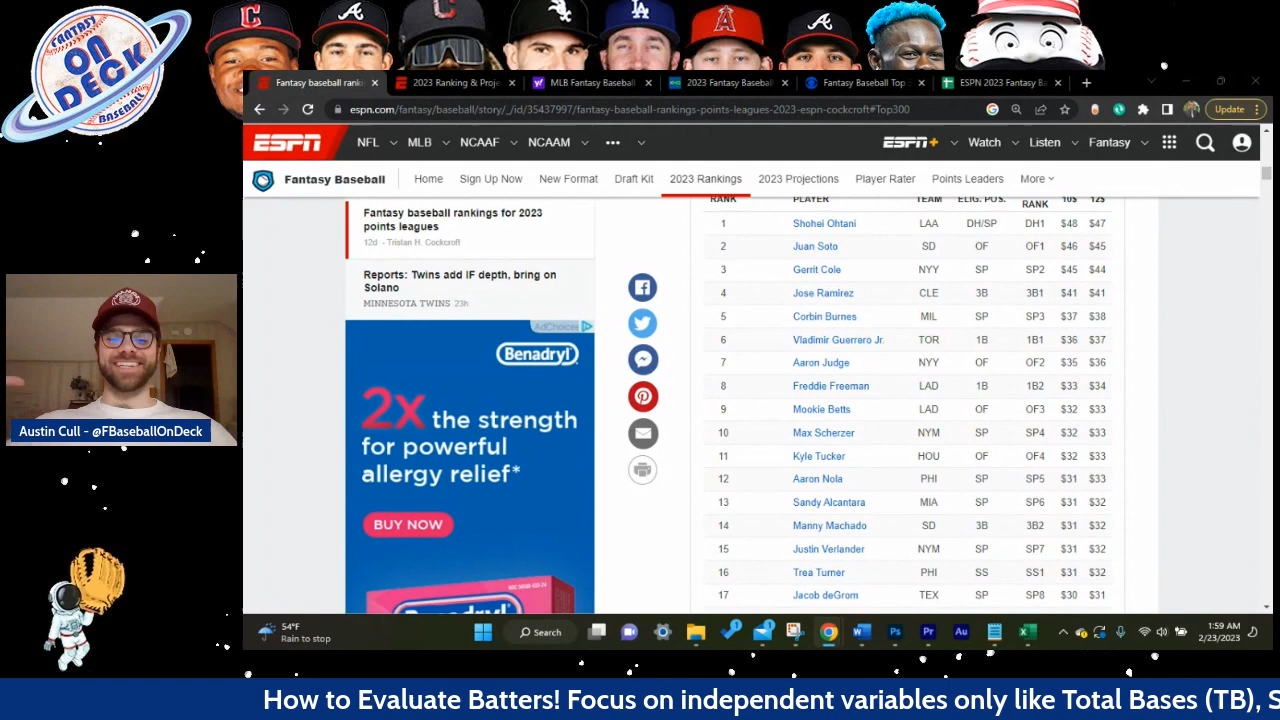 FANTASY
ON
DECK
BASEBALL
Fantasy baseball rank
2023 Ranking & Proje
MLB Fantasy Baseball
2023 Fantasy Baseball
Fantasy Baseball Top
ESPN 2023 Fantasy Ba
espn.com/fantasy/baseball/story/_/id/35437997/fantasy-baseball-rankings-points-leagues-2023-espn-cockcroft#Top300
Update
ESPN NFL MLB NCAAF NCAAM ESPN+ Watch Listen Fantasy
Fantasy Baseball Home Sign Up Now New Format Draft Kit 2023 Rankings 2023 Projections Player Rater Points Leaders More
Fantasy baseball rankings for 2023
points leagues
12d - Tristan H. Cockcroft
Reports: Twins add IF depth, bring on
Solano
MINNESOTA TWINS 23h
AdChoices
Benadryl
2x the strength
for powerful
allergy relief*
BUY NOW
Benadryl
RANK PLAYER TEAM ELIG. POS. RANK 10$ 12$
1 Shohei Ohtani LAA DH/SP DH1 $48 $47
2 Juan Soto SD OF OF1 $46 $45
3 Gerrit Cole NYY SP SP2 $45 $44
4 Jose Ramirez CLE 3B 3B1 $41 $41
5 Corbin Burnes MIL SP SP3 $37 $38
6 Vladimir Guerrero Jr. TOR 1B 1B1 $36 $37
7 Aaron Judge NYY OF OF2 $35 $36
8 Freddie Freeman LAD 1B 1B2 $33 $34
9 Mookie Betts LAD OF OF3 $32 $33
10 Max Scherzer NYM SP SP4 $32 $33
11 Kyle Tucker HOU OF OF4 $32 $33
12 Aaron Nola PHI SP SP5 $31 $33
13 Sandy Alcantara MIA SP SP6 $31 $32
14 Manny Machado SD 3B 3B2 $31 $32
15 Justin Verlander NYM SP SP7 $31 $32
16 Trea Turner PHI SS SS1 $31 $32
17 Jacob deGrom TEX SP SP8 $30 $31
Austin Cull - @FBaseballOnDeck
54°F
Rain to stop
Search
1:59 AM
2/23/2023
How to Evaluate Batters! Focus on independent variables only like Total Bases (TB), S